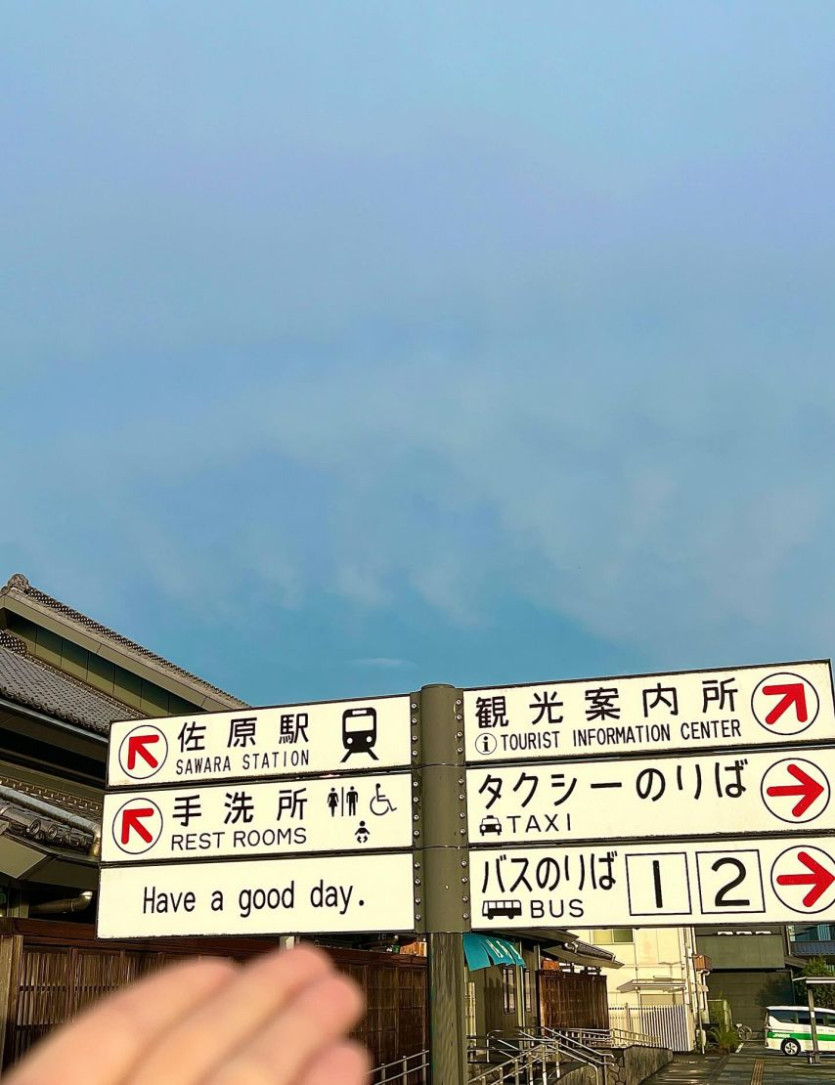 佐原駅
SAWARA STATION
手洗所
REST ROOMS
Have a good day.
観光案内所
TOURIST INFORMATION CENTER
タクシーのりば
TAXI
バスのりば 1 2
BUS